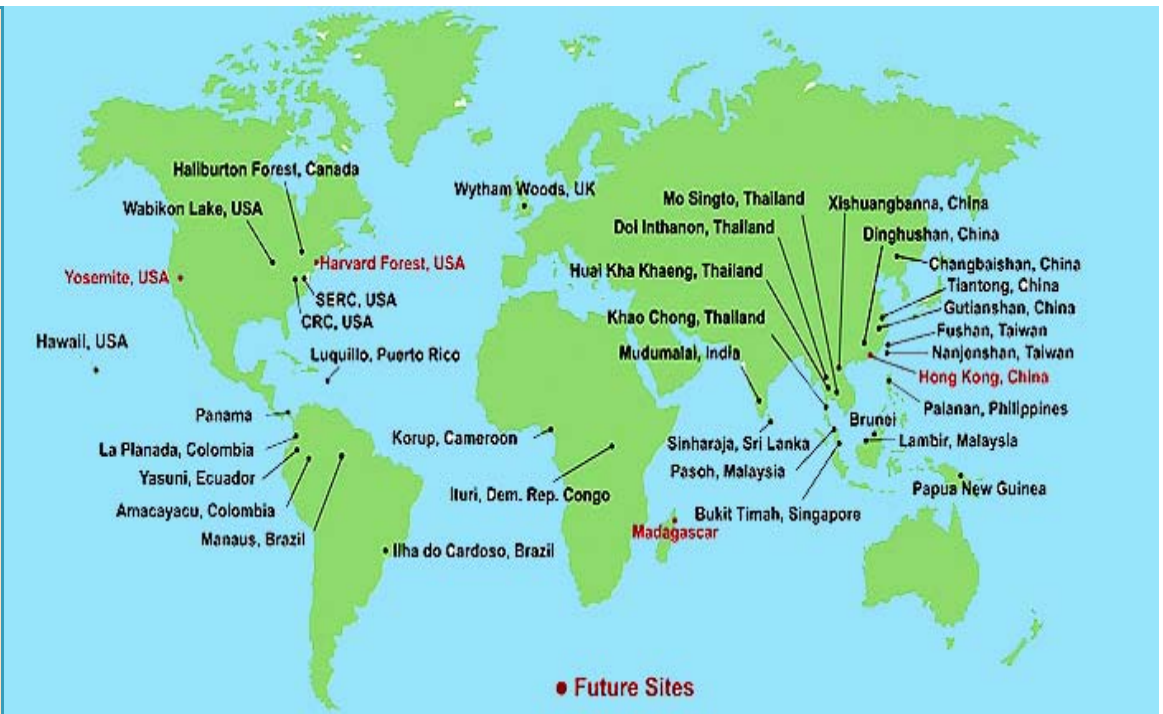 Haliburton Forest, Canada
Wytham Woods, UK
Mo Singto, Thailand
Xishuangbanna, China
Wabikon Lake, USA
Doi Inthanon, Thailand
Dinghushan, China
Harvard Forest, USA
Changbaishan, China
Yosemite, USA
Huai Kha Khaeng, Thailand
Tiantong, China
SERC, USA
Gutianshan, China
CRC, USA
Khao Chong, Thailand
Fushan, Taiwan
Hawaii, USA
Luquillo, Puerto Rico
Mudumalai, India
Nanjenshan, Taiwan
Hong Kong, China
Panama
Palanan, Philippines
Brunei
Korup, Cameroon
Sinharaja, Sri Lanka
Lambir, Malaysia
La Planada, Colombia
Pasoh, Malaysia
Yasuni, Ecuador
Ituri, Dem. Rep. Congo
Papua New Guinea
Amacayacu, Colombia
Bukit Timah, Singapore
Manaus, Brazil
Madagascar
Ilha do Cardoso, Brazil
Future Sites